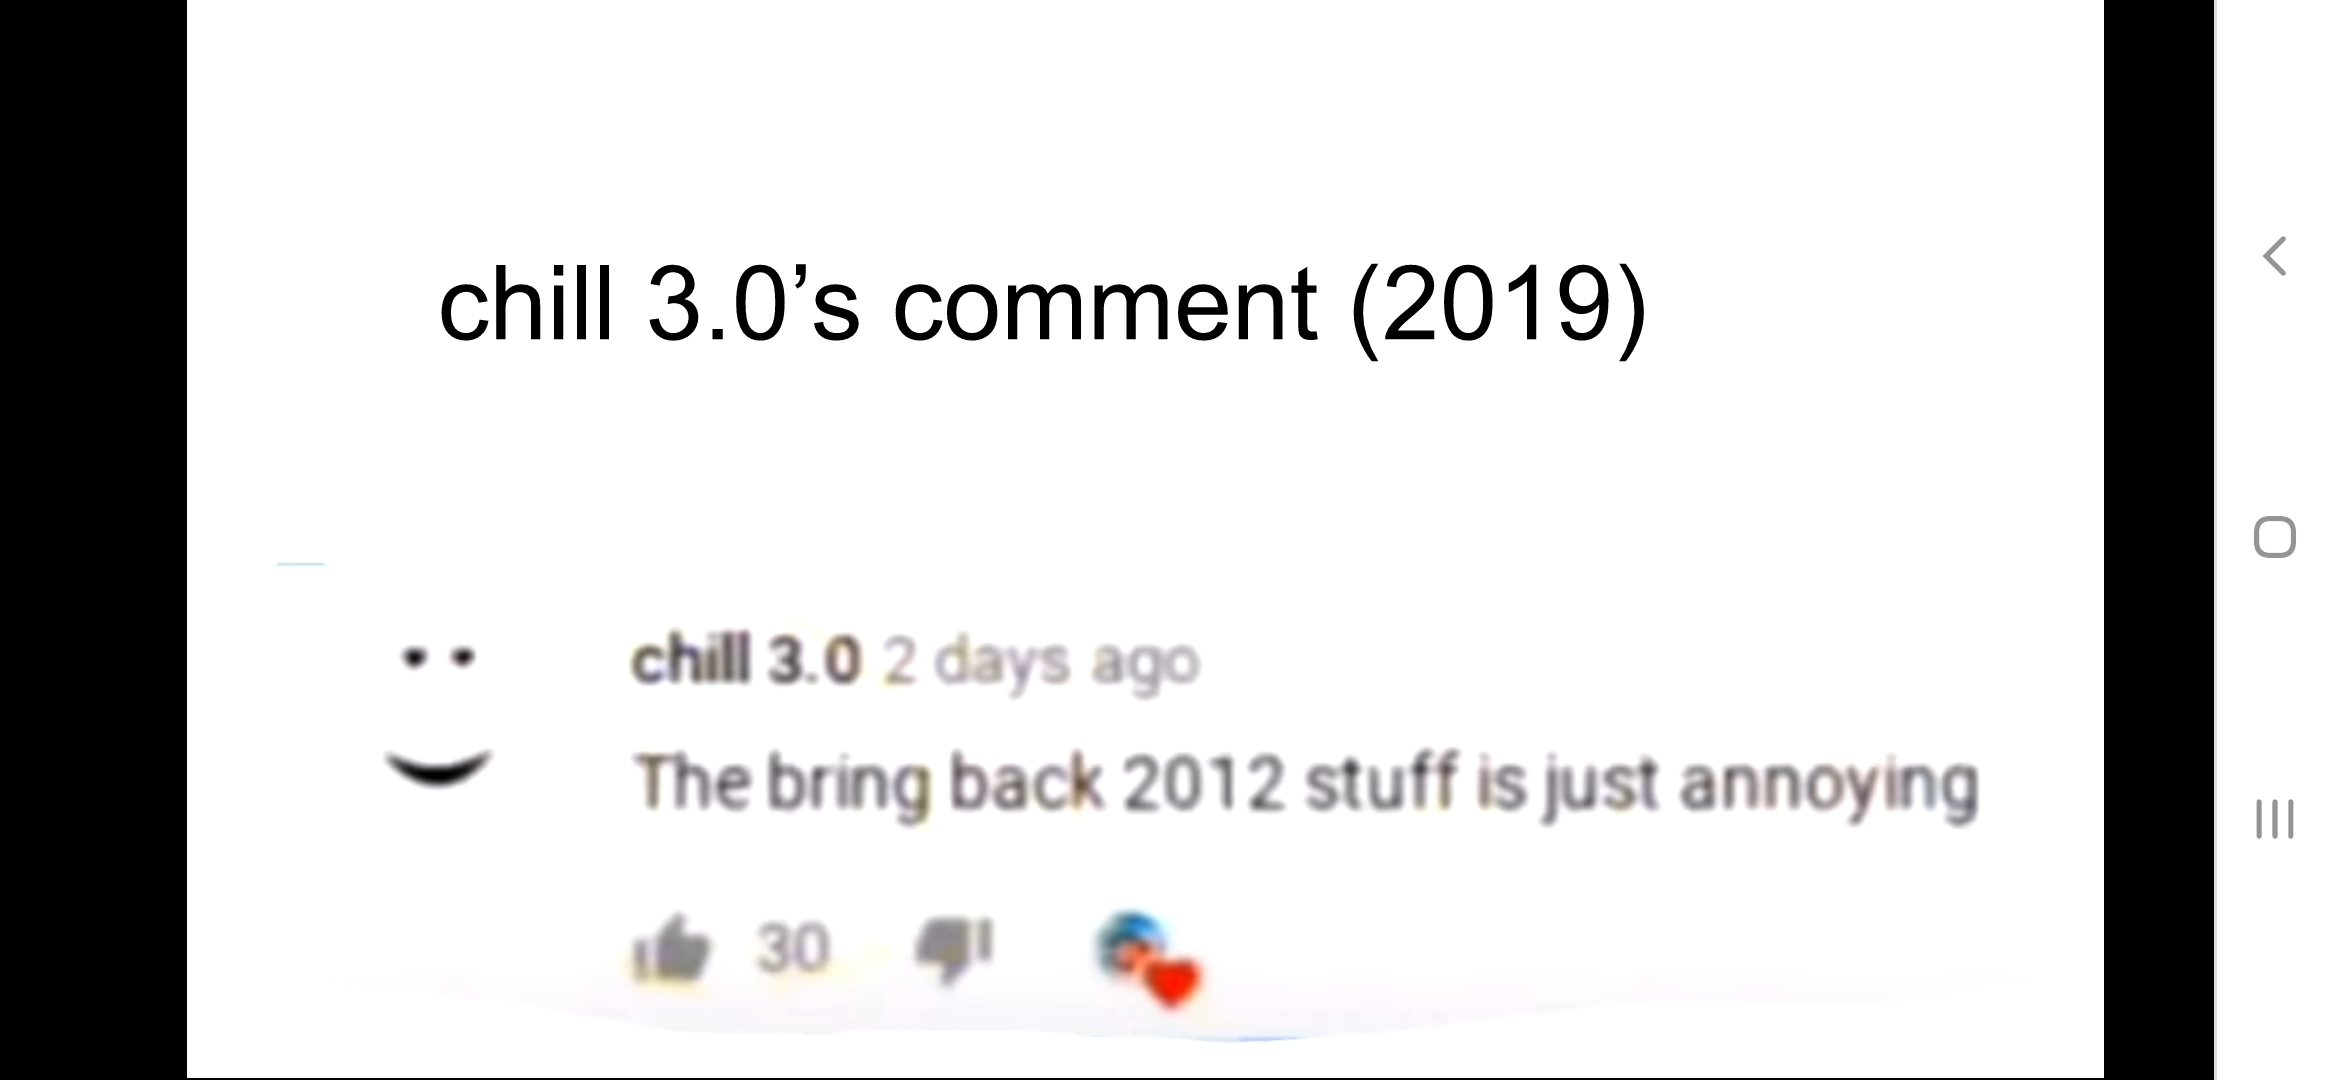 chill 3.0’s comment (2019)
chill 3.0 2 days ago
The bring back 2012 stuff is just annoying
30